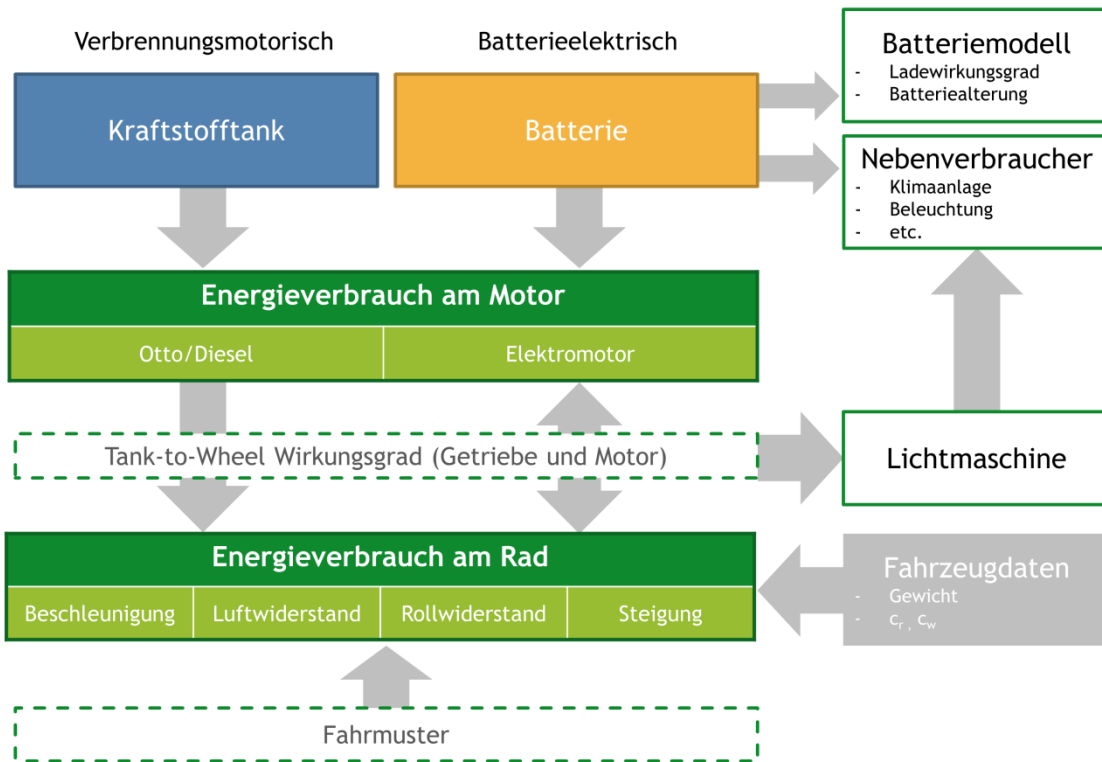 Verbrennungsmotorisch
Batterieelektrisch
Kraftstofftank
Batterie
Batteriemodell
- Ladewirkungsgrad
- Batteriealterung
Nebenverbraucher
- Klimaanlage
- Beleuchtung
- etc.
Energieverbrauch am Motor
Otto/Diesel
Elektromotor
Tank-to-Wheel Wirkungsgrad (Getriebe und Motor)
Lichtmaschine
Energieverbrauch am Rad
Beschleunigung
Luftwiderstand
Rollwiderstand
Steigung
Fahrzeugdaten
- Gewicht
- cr , cw
Fahrmuster